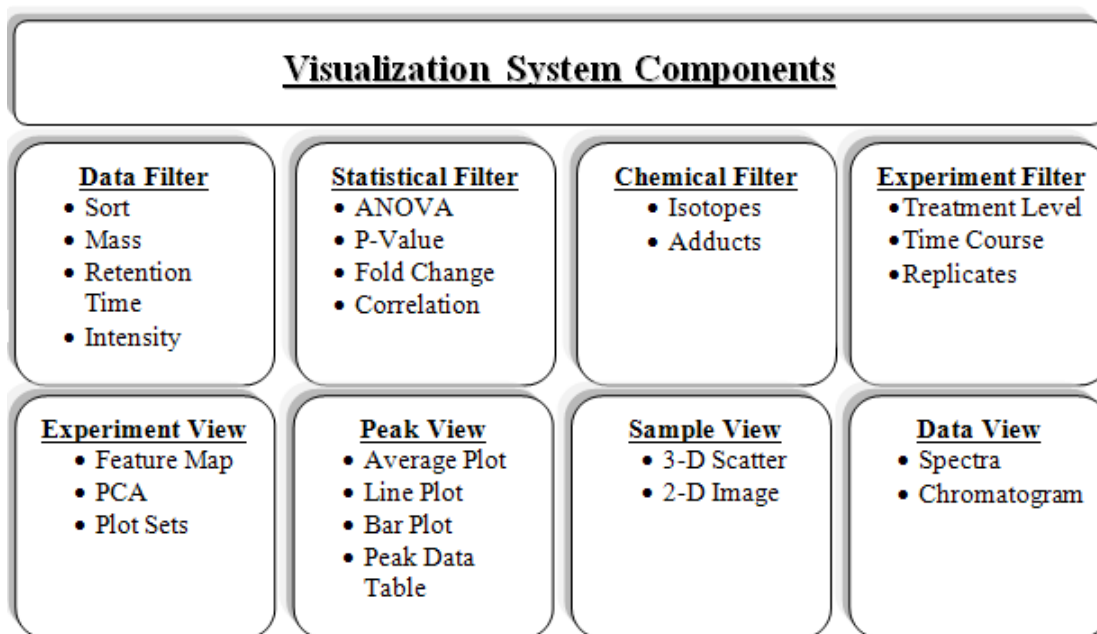 Visualization System Components
Data Filter
• Sort
• Mass
• Retention
Time
• Intensity
Statistical Filter
• ANOVA
• P-Value
• Fold Change
• Correlation
Chemical Filter
• Isotopes
• Adducts
Experiment Filter
• Treatment Level
• Time Course
• Replicates
Experiment View
• Feature Map
• PCA
• Plot Sets
Peak View
• Average Plot
• Line Plot
• Bar Plot
• Peak Data
Table
Sample View
• 3-D Scatter
• 2-D Image
Data View
• Spectra
• Chromatogram